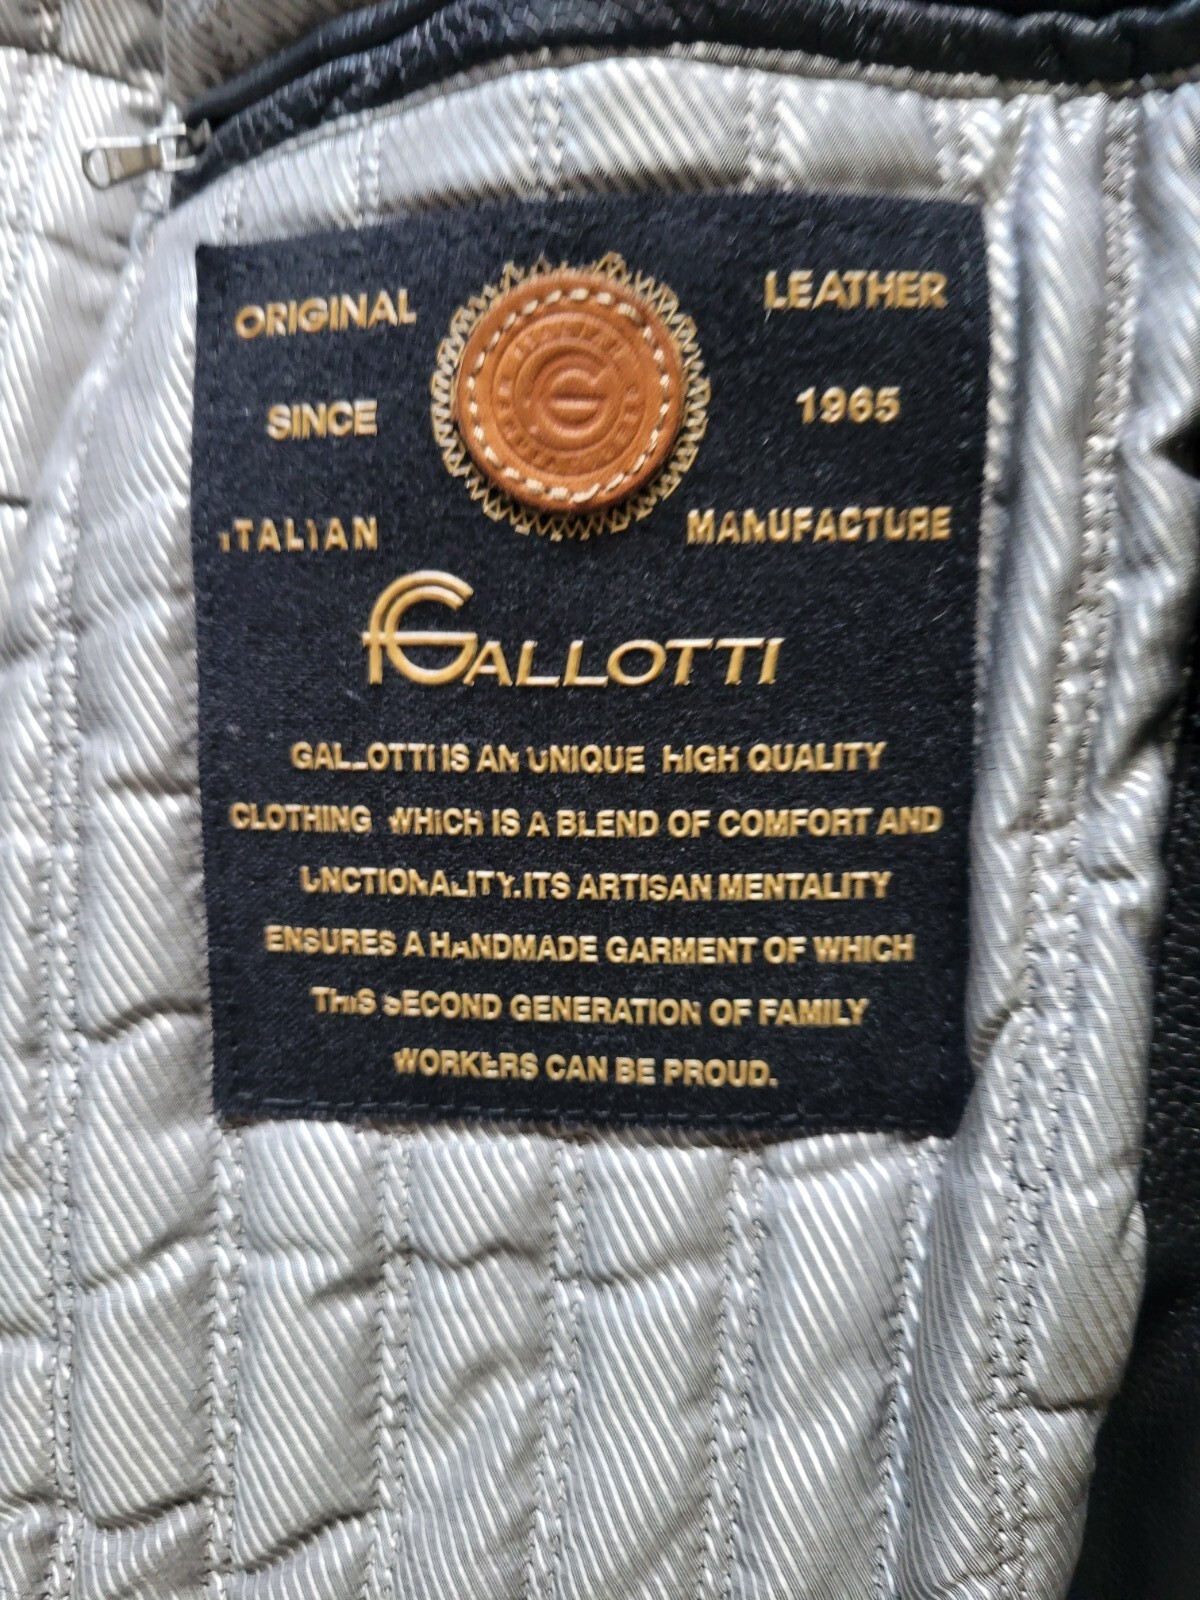 ORIGINAL LEATHER
SINCE 1965
ITALIAN MANUFACTURE
GALLOTTI
GALLOTTI IS AN UNIQUE HIGH QUALITY
CLOTHING WHICH IS A BLEND OF COMFORT AND
UNCTIONALITY.ITS ARTISAN MENTALITY
ENSURES A HANDMADE GARMENT OF WHICH
THIS SECOND GENERATION OF FAMILY
WORKERS CAN BE PROUD.